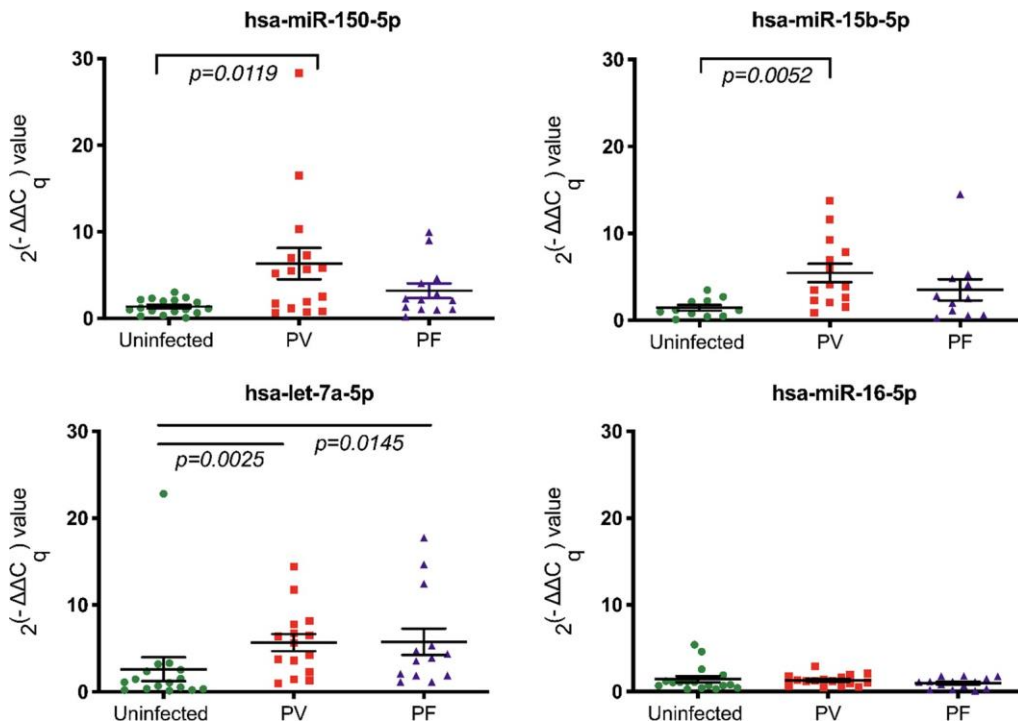 hsa-miR-150-5p
30
20
10
0
2(- ΔΔCq) value
p=0.0119
Uninfected PV PF
hsa-miR-15b-5p
30
20
10
0
2(- ΔΔCq) value
p=0.0052
Uninfected PV PF
hsa-let-7a-5p
30
20
10
0
2(- ΔΔCq) value
p=0.0145
p=0.0025
Uninfected PV PF
hsa-miR-16-5p
30
20
10
0
2(- ΔΔCq) value
Uninfected PV PF